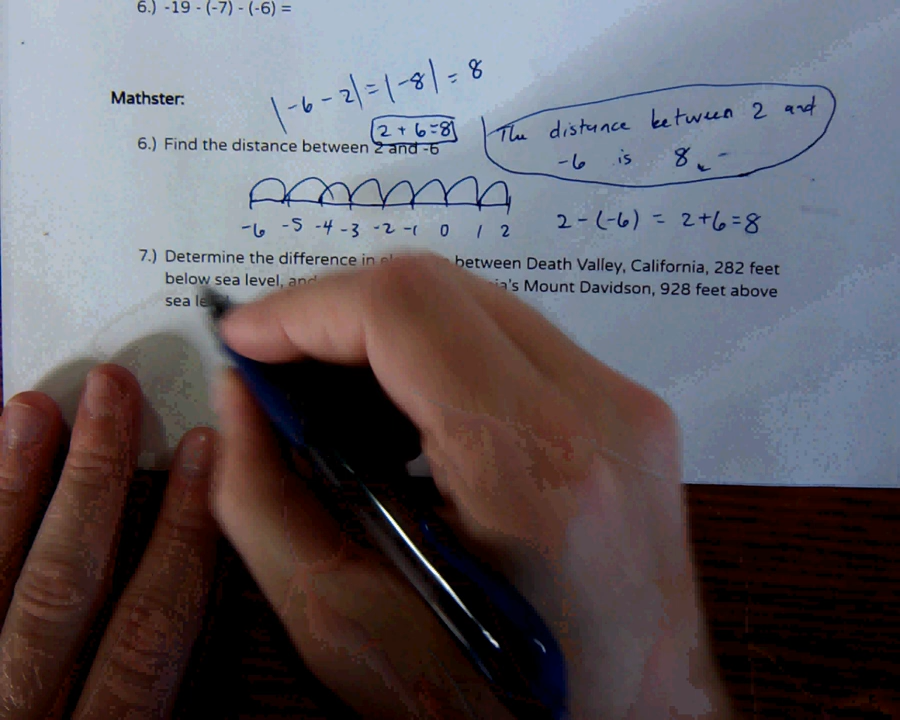 6.) -19 - (-7) - (-6) =
|-6 - 2| = |-8| = 8
Mathster:
2 + 6 = 8
The distance between 2 and
-6 is 8
6.) Find the distance between 2 and -6
-6 -5 -4 -3 -2 -1 0 1 2
2 - (-6) = 2 + 6 = 8
7.) Determine the difference in between Death Valley, California, 282 feet
below sea level, and Mount Davidson, 928 feet above
sea